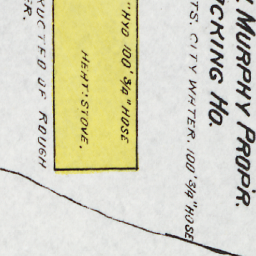 MURPHY PROP'R.
CKING HO.
TS. CITY WATER. 100' 3/4" HOSE
" HYD 100' 3/4" HOSE
HEAT: STOVE.
UCTED OF ROUGH
R.